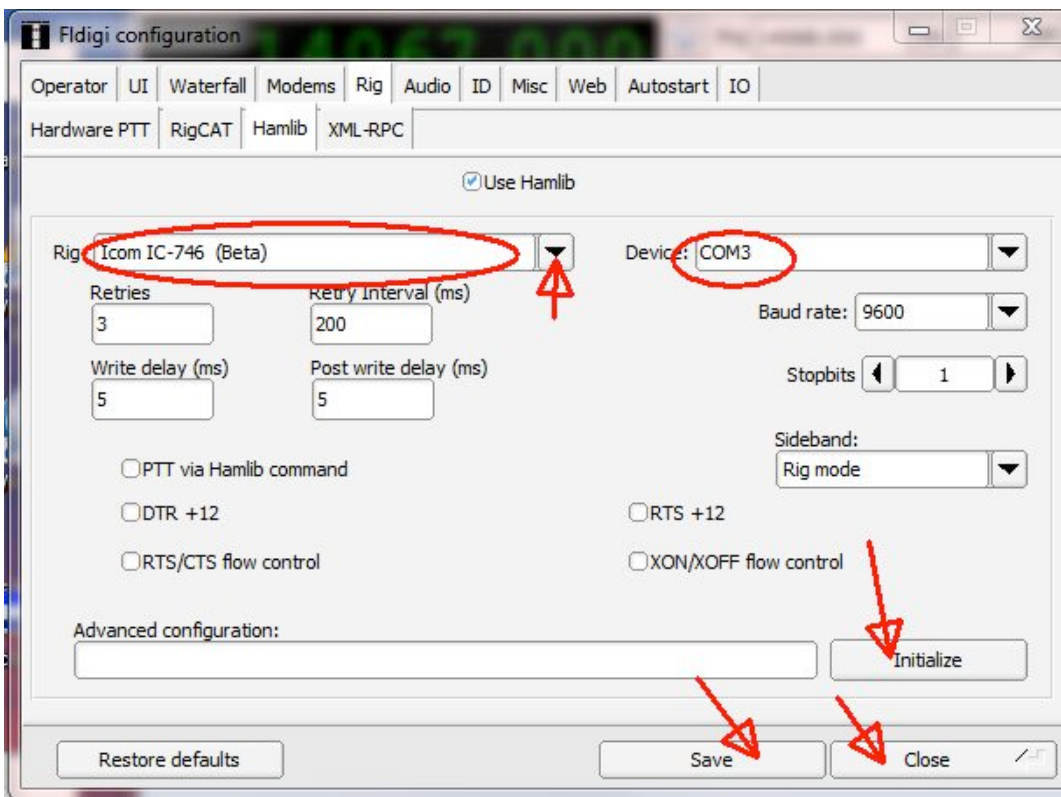 Fldigi configuration
Operator UI Waterfall Modems Rig Audio ID Misc Web Autostart IO
Hardware PTT RigCAT Hamlib XML-RPC
Use Hamlib
Rig Icom IC-746 (Beta) Device: COM3
Retries Retry Interval (ms)
3 200
Baud rate: 9600
Write delay (ms) Post write delay (ms)
5 5
Stopbits 1
Sideband:
Rig mode
PTT via Hamlib command
DTR +12 RTS +12
RTS/CTS flow control XON/XOFF flow control
Advanced configuration:
Initialize
Restore defaults Save Close